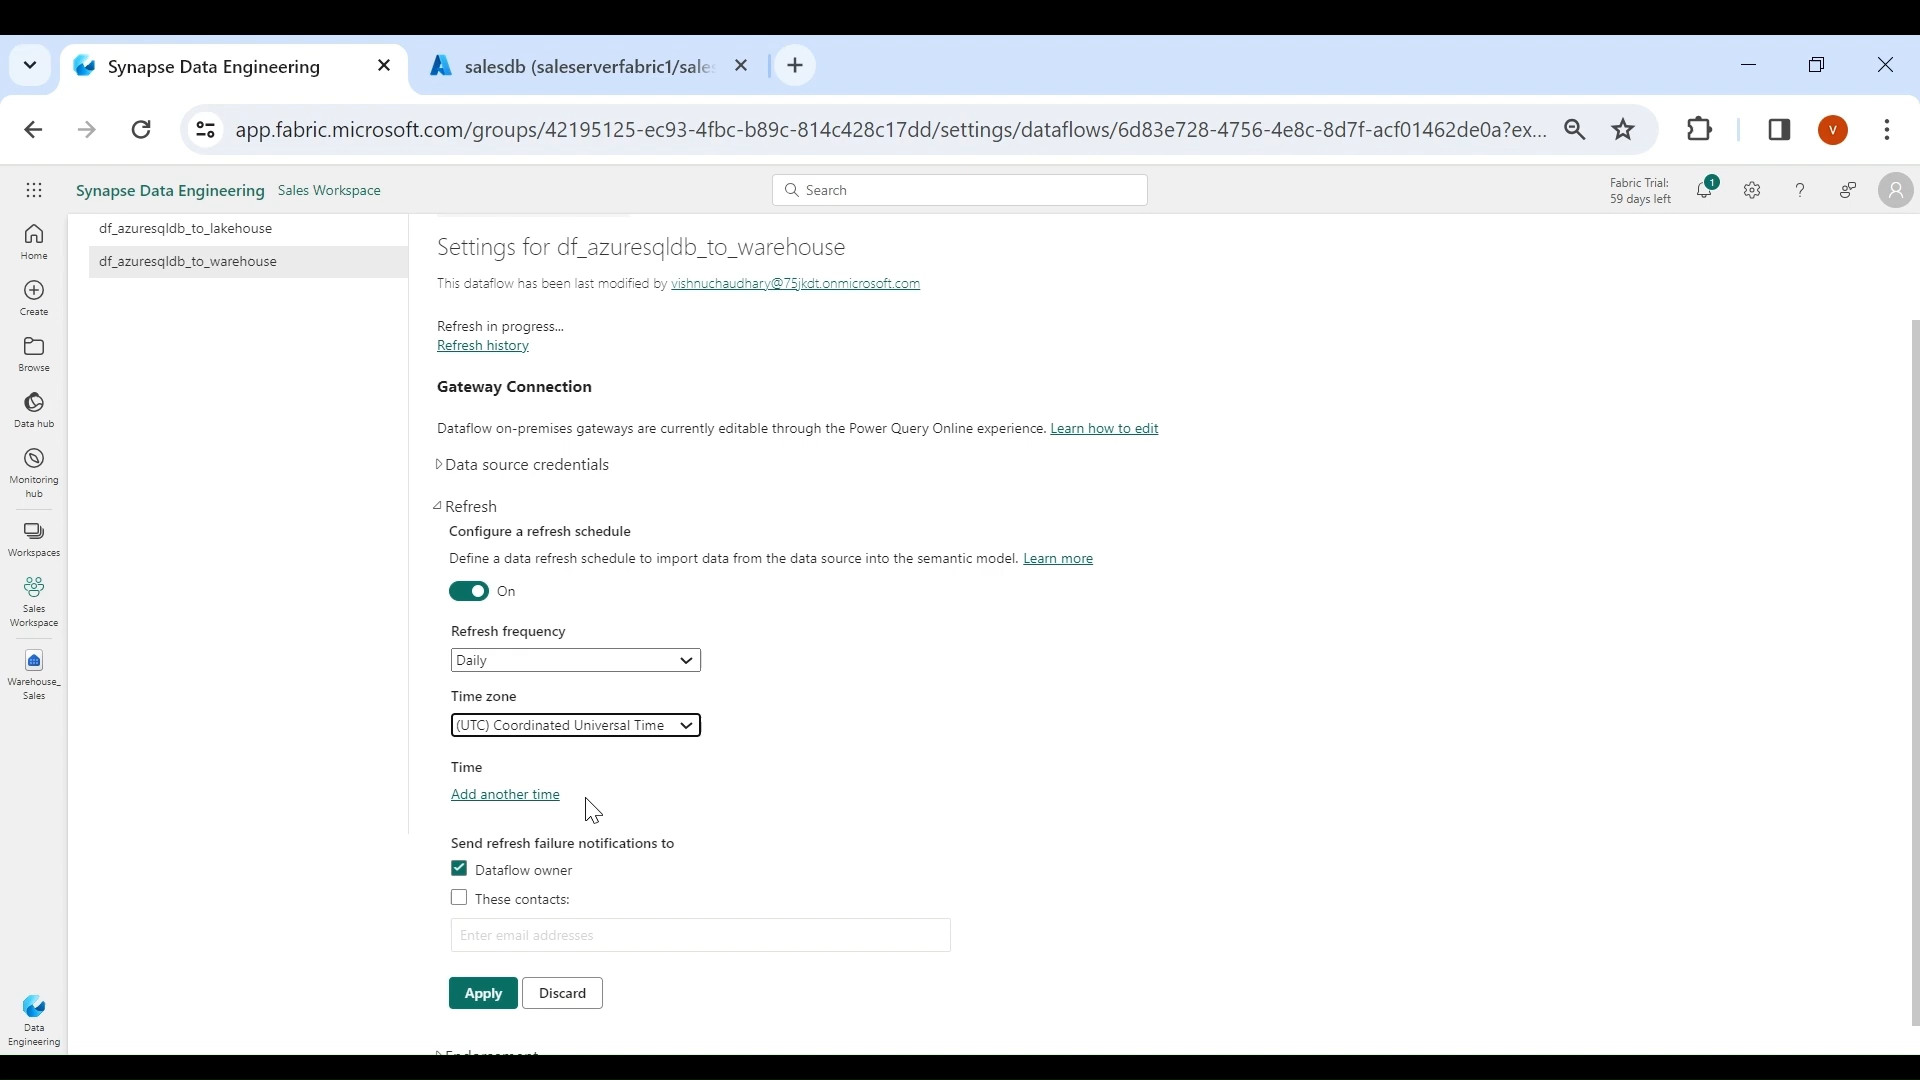 Synapse Data Engineering
salesdb (saleserverfabric1/sales
app.fabric.microsoft.com/groups/42195125-ec93-4fbc-b89c-814c428c17dd/settings/dataflows/6d83e728-4756-4e8c-8d7f-acf01462de0a?ex...
V
Synapse Data Engineering Sales Workspace
Search
Fabric Trial:
59 days left
1
Home
Create
Browse
Data hub
Monitoring
hub
Workspaces
Sales
Workspace
Warehouse_
Sales
Data
Engineering
df_azuresqldb_to_lakehouse
df_azuresqldb_to_warehouse
Settings for df_azuresqldb_to_warehouse
This dataflow has been last modified by vishnuchaudhary@75jkdt.onmicrosoft.com
Refresh in progress...
Refresh history
Gateway Connection
Dataflow on-premises gateways are currently editable through the Power Query Online experience. Learn how to edit
Data source credentials
Refresh
Configure a refresh schedule
Define a data refresh schedule to import data from the data source into the semantic model. Learn more
On
Refresh frequency
Daily
Time zone
(UTC) Coordinated Universal Time
Time
Add another time
Send refresh failure notifications to
Dataflow owner
These contacts:
Enter email addresses
Apply
Discard